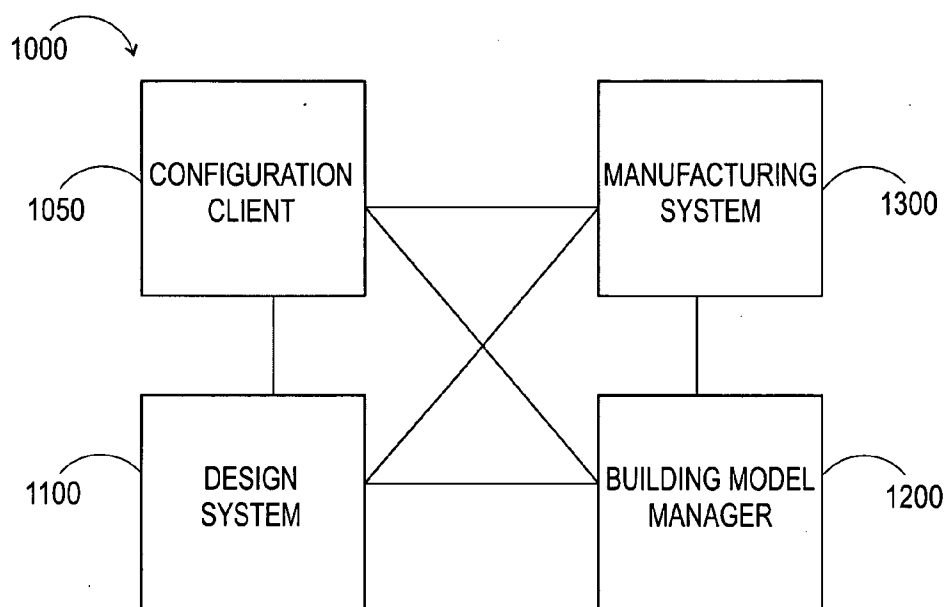 1000
CONFIGURATION
CLIENT
1050
MANUFACTURING
SYSTEM
1300
DESIGN
SYSTEM
1100
BUILDING MODEL
MANAGER
1200